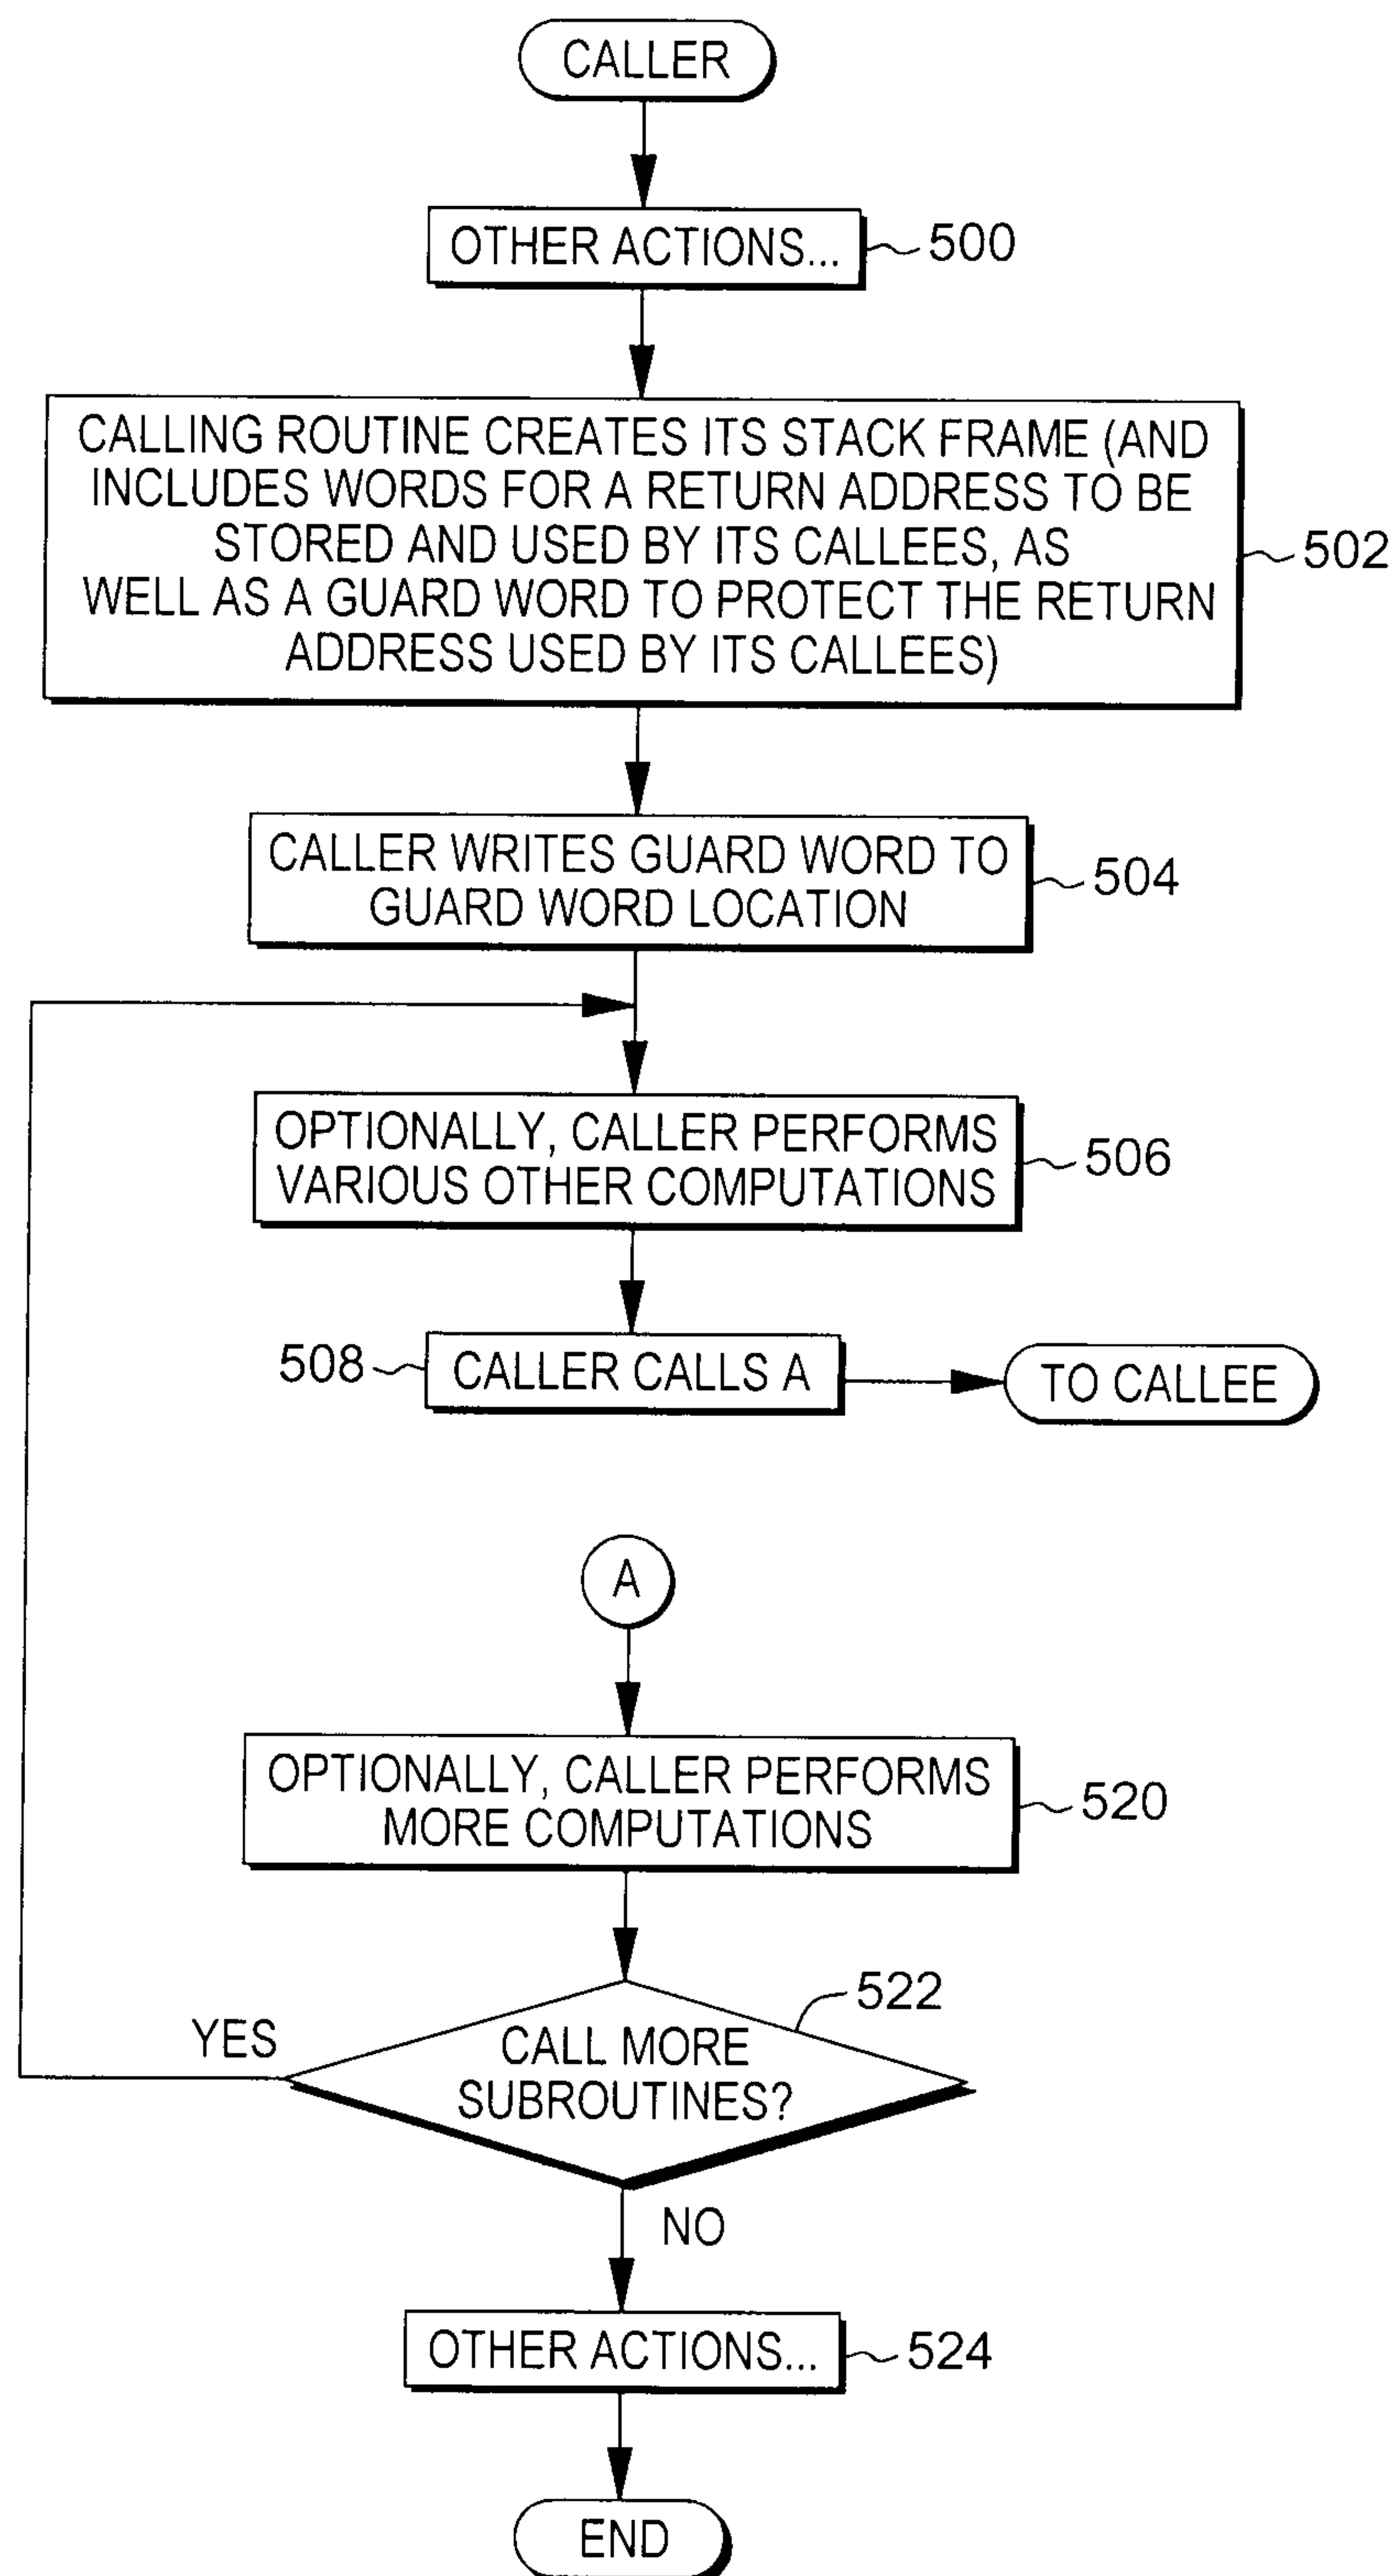 CALLER
OTHER ACTIONS...
500
CALLING ROUTINE CREATES ITS STACK FRAME (AND
INCLUDES WORDS FOR A RETURN ADDRESS TO BE
STORED AND USED BY ITS CALLEES, AS
WELL AS A GUARD WORD TO PROTECT THE RETURN
ADDRESS USED BY ITS CALLEES)
502
CALLER WRITES GUARD WORD TO
GUARD WORD LOCATION
504
OPTIONALLY, CALLER PERFORMS
VARIOUS OTHER COMPUTATIONS
506
508
CALLER CALLS A
TO CALLEE
A
OPTIONALLY, CALLER PERFORMS
MORE COMPUTATIONS
520
522
YES
CALL MORE
SUBROUTINES?
NO
OTHER ACTIONS...
524
END